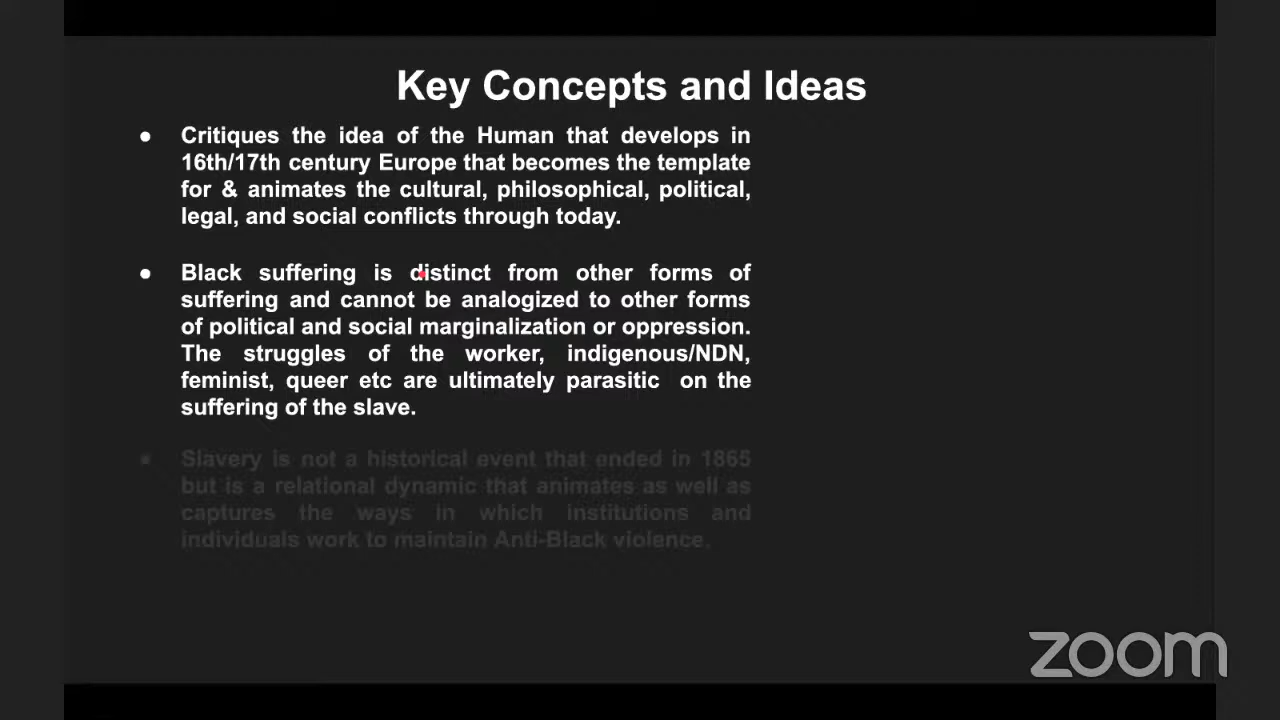 Key Concepts and Ideas
● Critiques the idea of the Human that develops in
16th/17th century Europe that becomes the template
for & animates the cultural, philosophical, political,
legal, and social conflicts through today.
● Black suffering is distinct from other forms of
suffering and cannot be analogized to other forms
of political and social marginalization or oppression.
The struggles of the worker, indigenous/NDN,
feminist, queer etc are ultimately parasitic on the
suffering of the slave.
● Slavery is not a historical event that ended in 1865
but is a relational dynamic that animates as well as
captures the ways in which institutions and
individuals work to maintain Anti-Black violence.
zoom